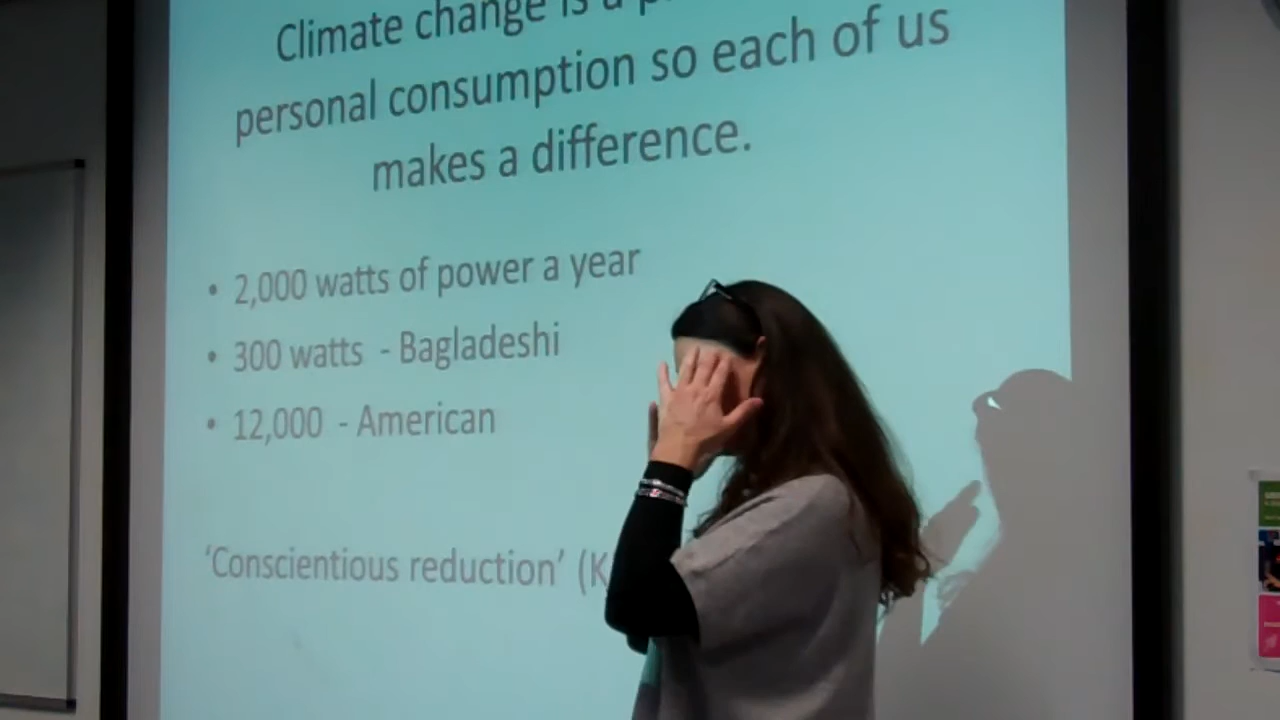 Climate change is a
personal consumption so each of us
makes a difference.
• 2,000 watts of power a year
• 300 watts - Bagladeshi
• 12,000 - American
‘Conscientious reduction’ (K